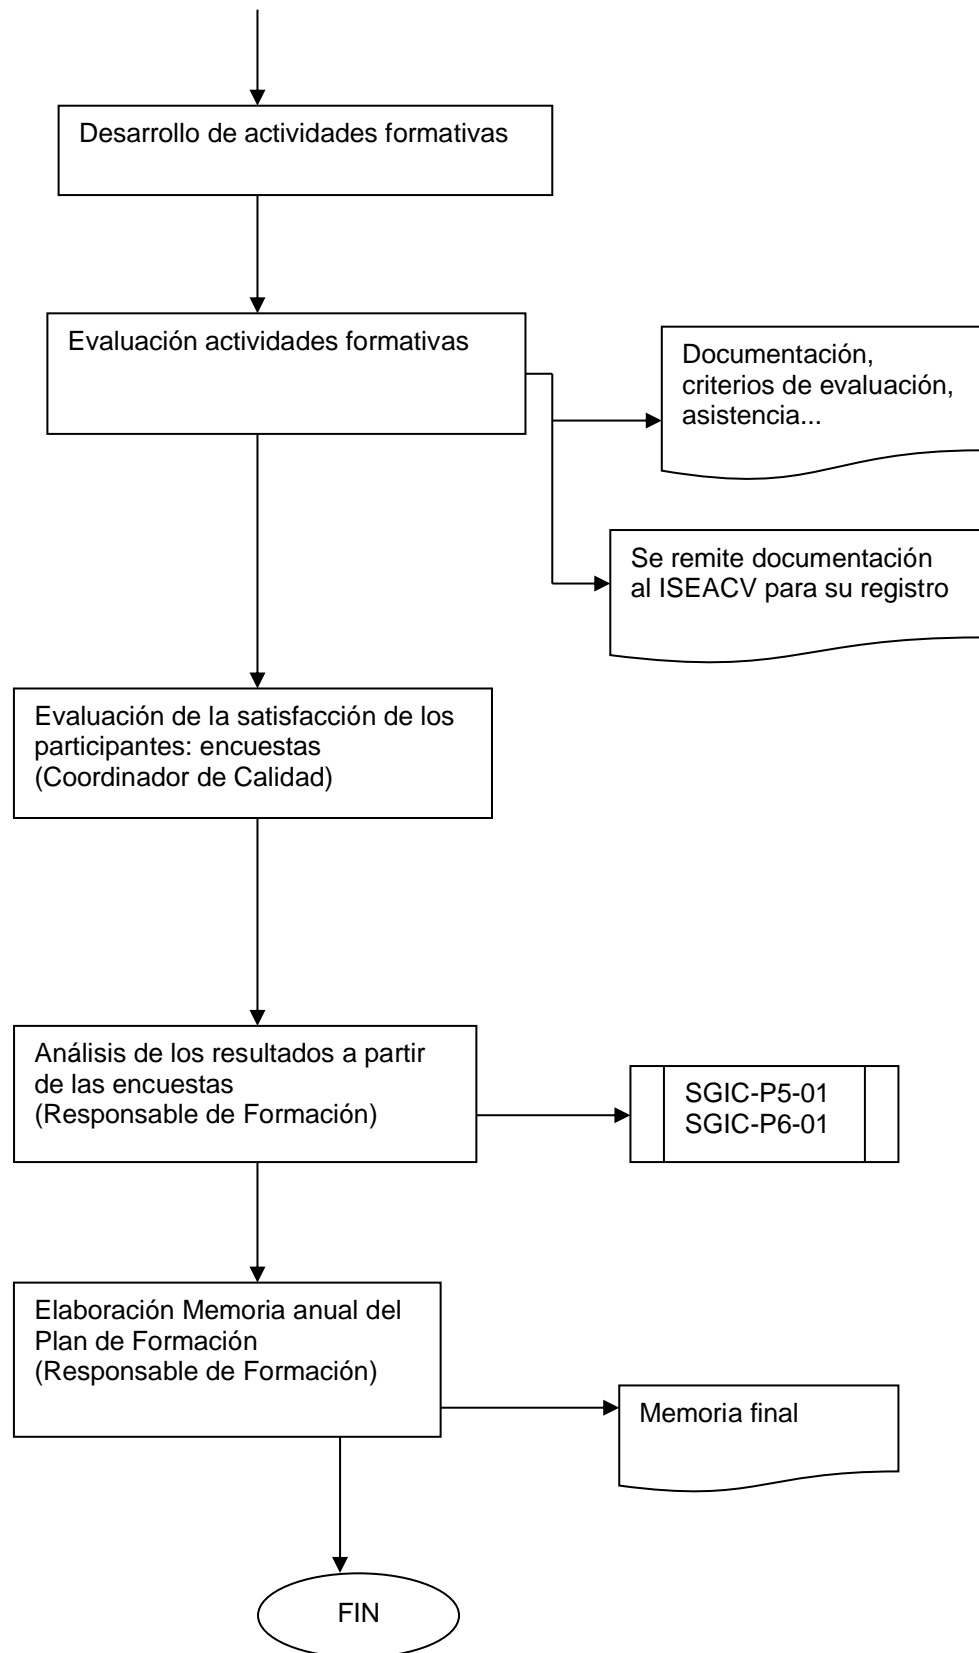 Desarrollo de actividades formativas
Evaluación actividades formativas
Documentación,
criterios de evaluación,
asistencia...
Se remite documentación
al ISEACV para su registro
Evaluación de la satisfacción de los
participantes: encuestas
(Coordinador de Calidad)
Análisis de los resultados a partir
de las encuestas
(Responsable de Formación)
SGIC-P5-01
SGIC-P6-01
Elaboración Memoria anual del
Plan de Formación
(Responsable de Formación)
Memoria final
FIN